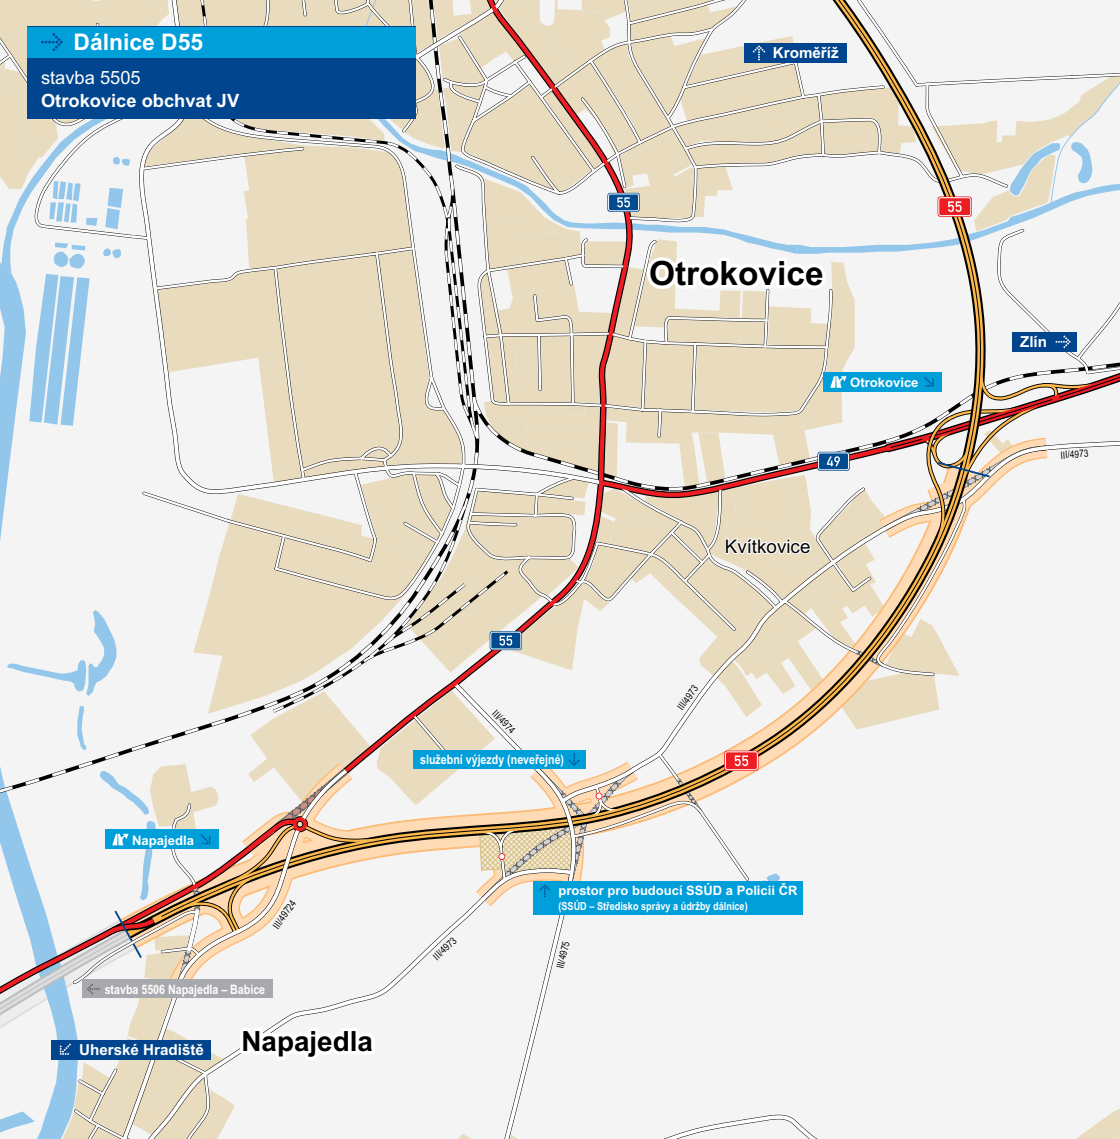 Dálnice D55
stavba 5505
Otrokovice obchvat JV
Kroměříž
55
55
Otrokovice
Zlín
Otrokovice
49
III/4973
Kvítkovice
55
III/4973
III/4974
služební výjezdy (neveřejné)
55
Napajedla
prostor pro budoucí SSÚD a Policii ČR
(SSÚD – Středisko správy a údržby dálnice)
III/49724
III/4973
III/4975
stavba 5506 Napajedla – Babice
Napajedla
Uherské Hradiště